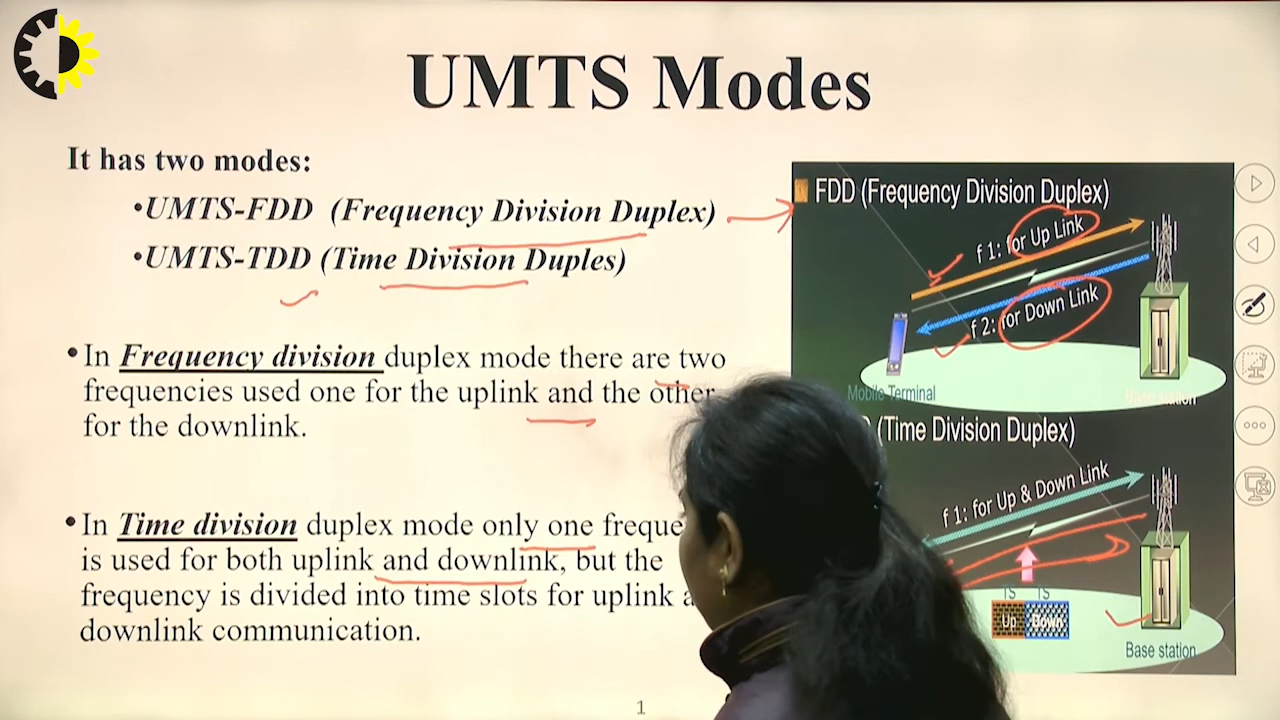 UMTS Modes
It has two modes:
•UMTS-FDD (Frequency Division Duplex)
•UMTS-TDD (Time Division Duples)
• In Frequency division duplex mode there are two
frequencies used one for the uplink and the other
for the downlink.
• In Time division duplex mode only one freque
is used for both uplink and downlink, but the
frequency is divided into time slots for uplink a
downlink communication.
FDD (Frequency Division Duplex)
f 1: for Up Link
f 2: for Down Link
Mobile Terminal
station
(Time Division Duplex)
f 1: for Up & Down Link
TS TS
Up Down
Base station
1